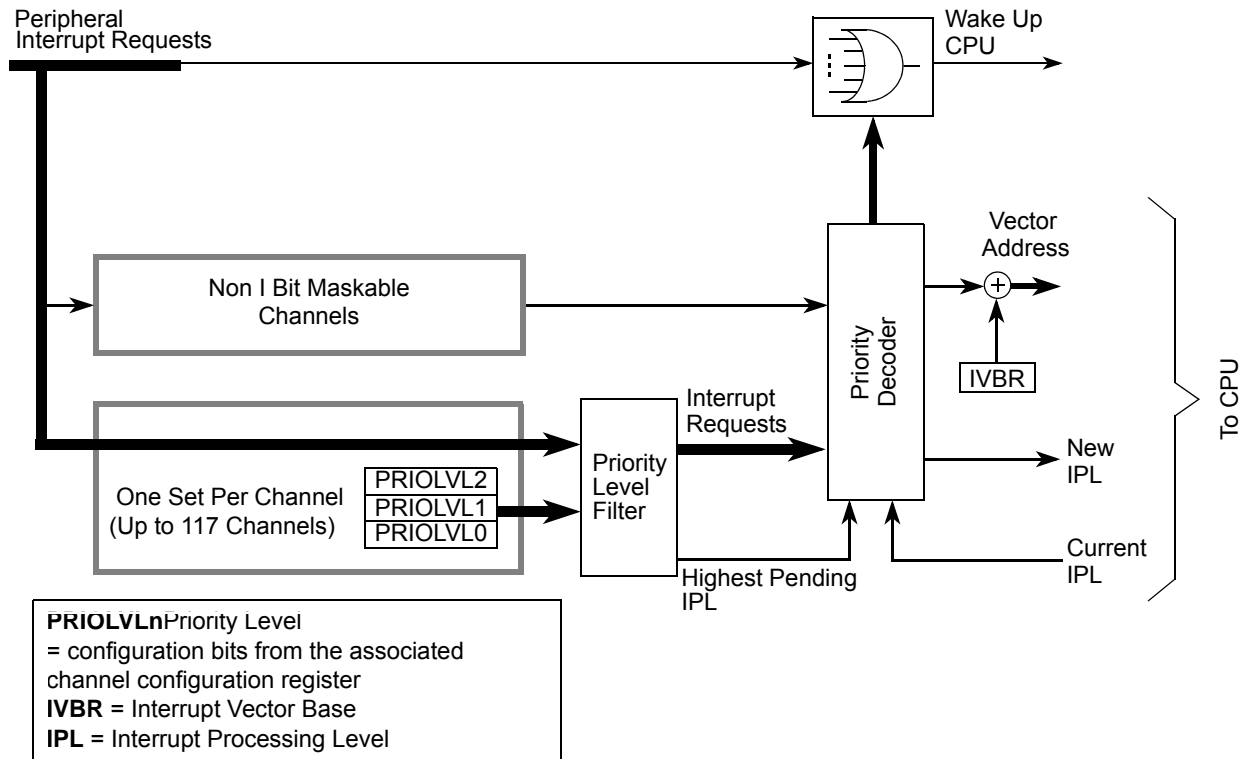 Peripheral
Interrupt Requests
Wake Up
CPU
Vector
Address
Non I Bit Maskable
Channels
Priority
Decoder
IVBR
To CPU
Interrupt
Requests
New
IPL
Priority
Level
Filter
One Set Per Channel
(Up to 117 Channels)
PRIOLVL2
PRIOLVL1
PRIOLVL0
Current
IPL
Highest Pending
IPL
PRIOLVLnPriority Level
= configuration bits from the associated
channel configuration register
IVBR = Interrupt Vector Base
IPL = Interrupt Processing Level